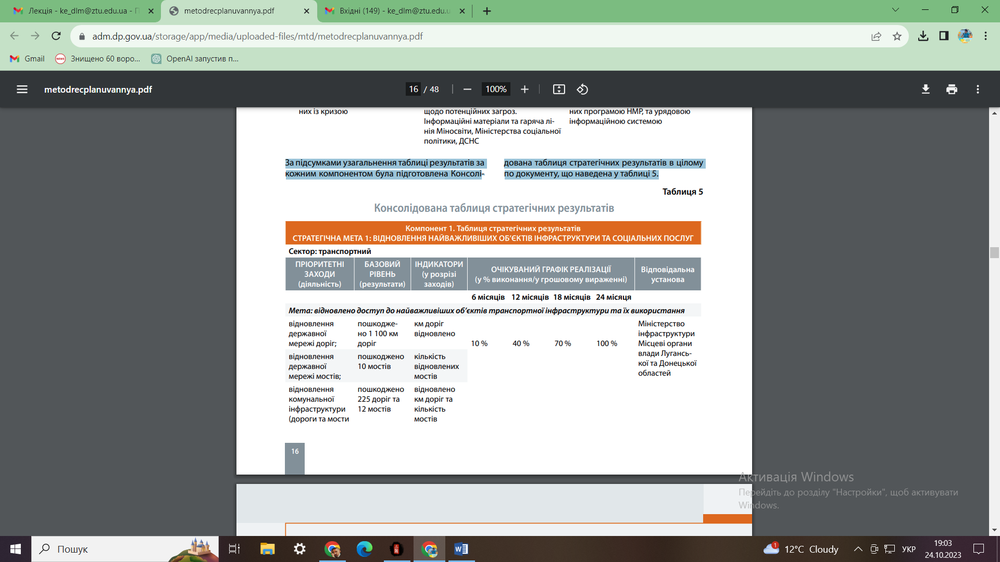 Лекція - ke_dlm@ztu.edu.ua - П
metodrecplanuvannya.pdf
Вхідні (149) - ke_dlm@ztu.edu.u
adm.dp.gov.ua/storage/app/media/uploaded-files/mtd/metodrecplanuvannya.pdf
Gmail
NEWS
Знищено 60 воро...
OpenAI запустив п...
metodrecplanuvannya.pdf
16 / 48
100%
них із кризою
щодо потенційних загроз.
Інформаційні матеріали та гаряча лі-
нія Міносвіти, Міністерства соціальної
політики, ДСНС
них програмою НМР, та урядовою
інформаційною системою
За підсумками узагальнення таблиці результатів за
кожним компонентом була підготовлена Консолі-
дована таблиця стратегічних результатів в цілому
по документу, що наведена у таблиці 5.
Таблиця 5
Консолідована таблиця стратегічних результатів
Компонент 1. Таблиця стратегічних результатів
СТРАТЕГІЧНА МЕТА 1: ВІДНОВЛЕННЯ НАЙВАЖЛИВІШИХ ОБ’ЄКТІВ ІНФРАСТРУКТУРИ ТА СОЦІАЛЬНИХ ПОСЛУГ
Сектор: транспортний
ПРІОРИТЕТНІ
ЗАХОДИ
(діяльність)
БАЗОВИЙ
РІВЕНЬ
(результати)
ІНДИКАТОРИ
(у розрізі
заходів)
ОЧІКУВАНИЙ ГРАФІК РЕАЛІЗАЦІЇ
(у % виконання/у грошовому вираженні)
Відповідальна
установа
6 місяців 12 місяців 18 місяців 24 місяця
Мета: відновлено доступ до найважливіших об’єктів транспортної інфраструктури та їх використання
відновлення
державної
мережі доріг;
пошкодже-
но 1 100 км
доріг
км доріг
відновлено
10 % 40 % 70 % 100 %
Міністерство
інфраструктури
Місцеві органи
влади Лугансь-
кої та Донецької
областей
відновлення
державної
мережі мостів;
пошкоджено
10 мостів
кількість
відновлених
мостів
відновлення
комунальної
інфраструктури
(дороги та мости
пошкоджено
225 доріг та
12 мостів
відновлено
км доріг та
кількість
мостів
16
Активація Windows
Перейдіть до розділу "Настройки", щоб активувати
Windows.
Пошук
1
12°C Cloudy
УКР
19:03
24.10.2023